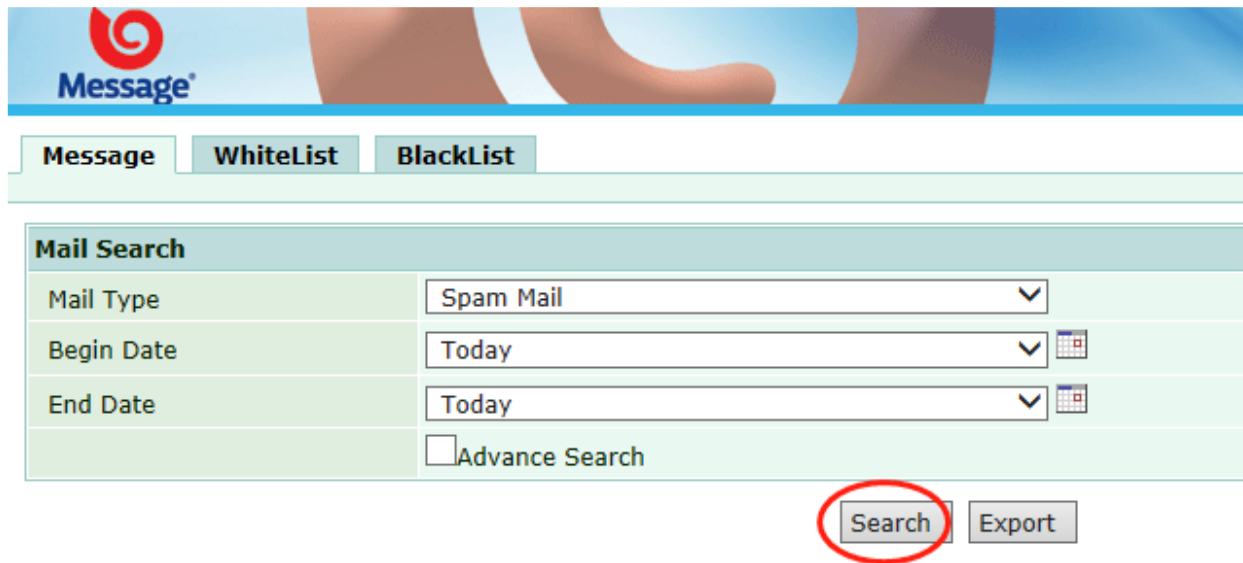 Message®
Message WhiteList BlackList
Mail Search
Mail Type Spam Mail
Begin Date Today
End Date Today
Advance Search
Search Export